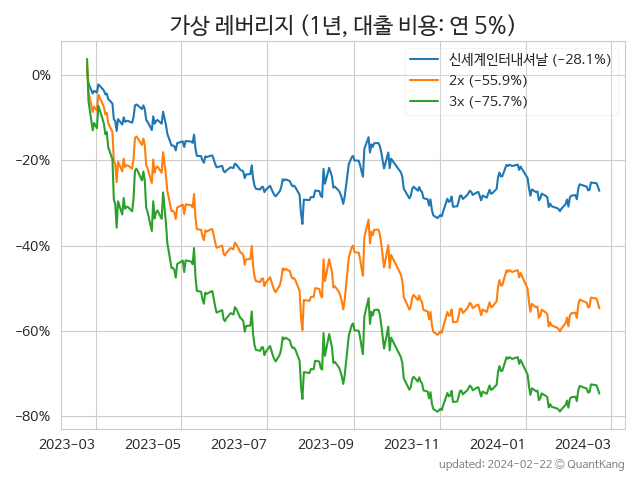 가상 레버리지 (1년, 대출 비용: 연 5%)
신세계인터내셔날 (−28.1%)
2x (−55.9%)
3x (−75.7%)
0%
−20%
−40%
−60%
−80%
2023-03 2023-05 2023-07 2023-09 2023-11 2024-01 2024-03
updated: 2024-02-22 © QuantKang